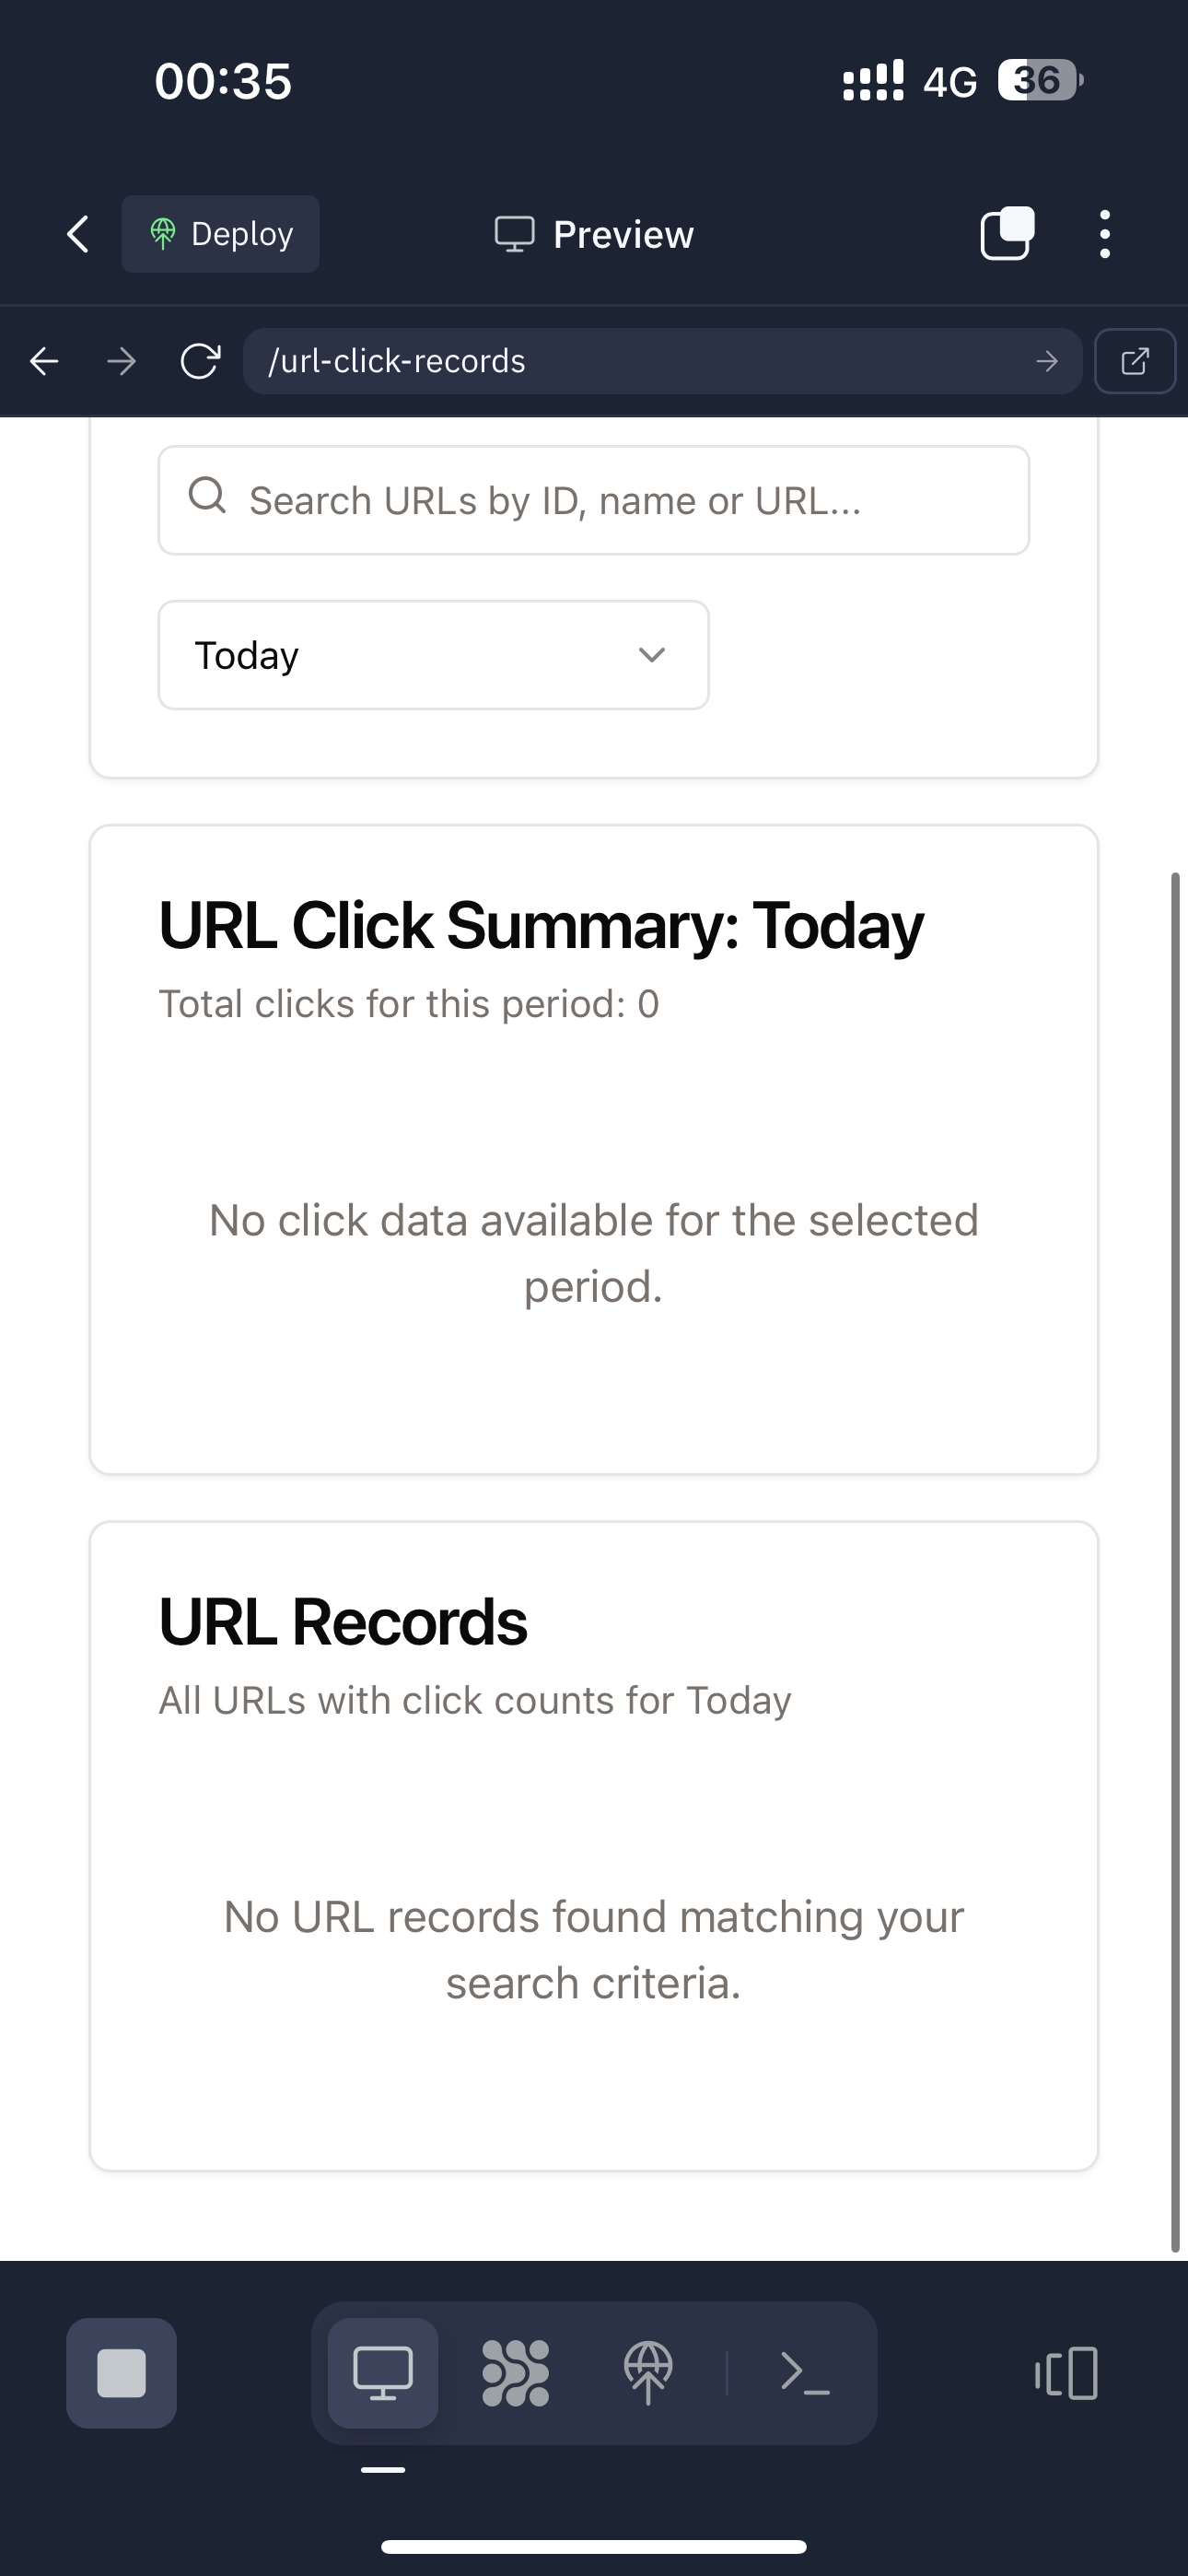 00:35
4G
36
Deploy
Preview
/url-click-records
Search URLs by ID, name or URL...
Today
URL Click Summary: Today
Total clicks for this period: 0
No click data available for the selected
period.
URL Records
All URLs with click counts for Today
No URL records found matching your
search criteria.